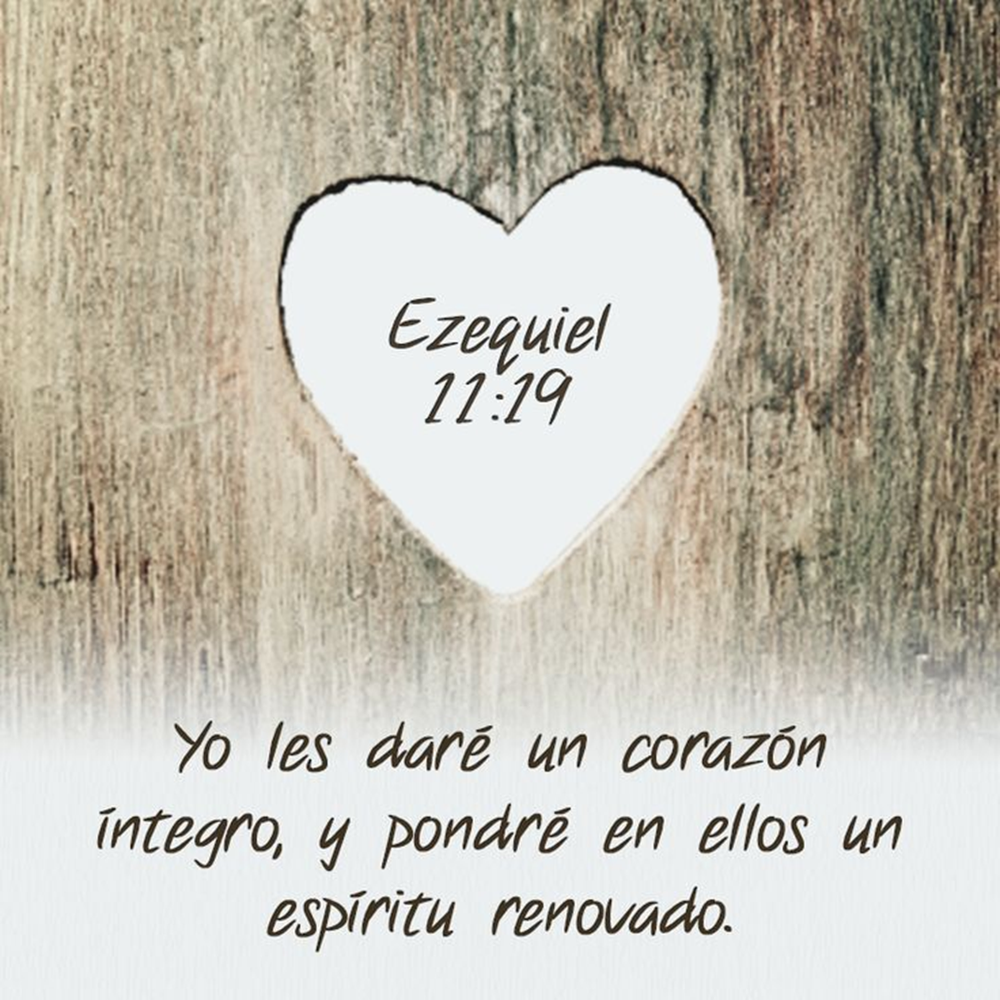 Ezequiel
11:19
Yo les daré un corazón
íntegro, y pondré en ellos un
espíritu renovado.